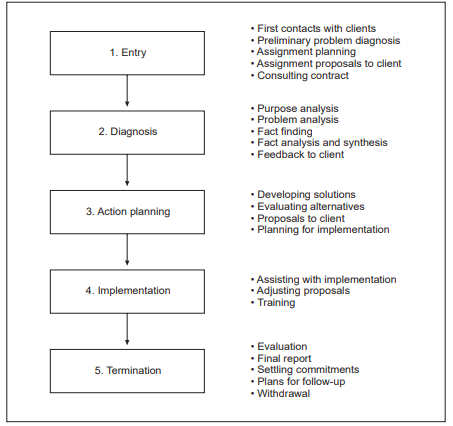 1. Entry
• First contacts with clients
• Preliminary problem diagnosis
• Assignment planning
• Assignment proposals to client
• Consulting contract
2. Diagnosis
• Purpose analysis
• Problem analysis
• Fact finding
• Fact analysis and synthesis
• Feedback to client
3. Action planning
• Developing solutions
• Evaluating alternatives
• Proposals to client
• Planning for implementation
4. Implementation
• Assisting with implementation
• Adjusting proposals
• Training
5. Termination
• Evaluation
• Final report
• Settling commitments
• Plans for follow-up
• Withdrawal